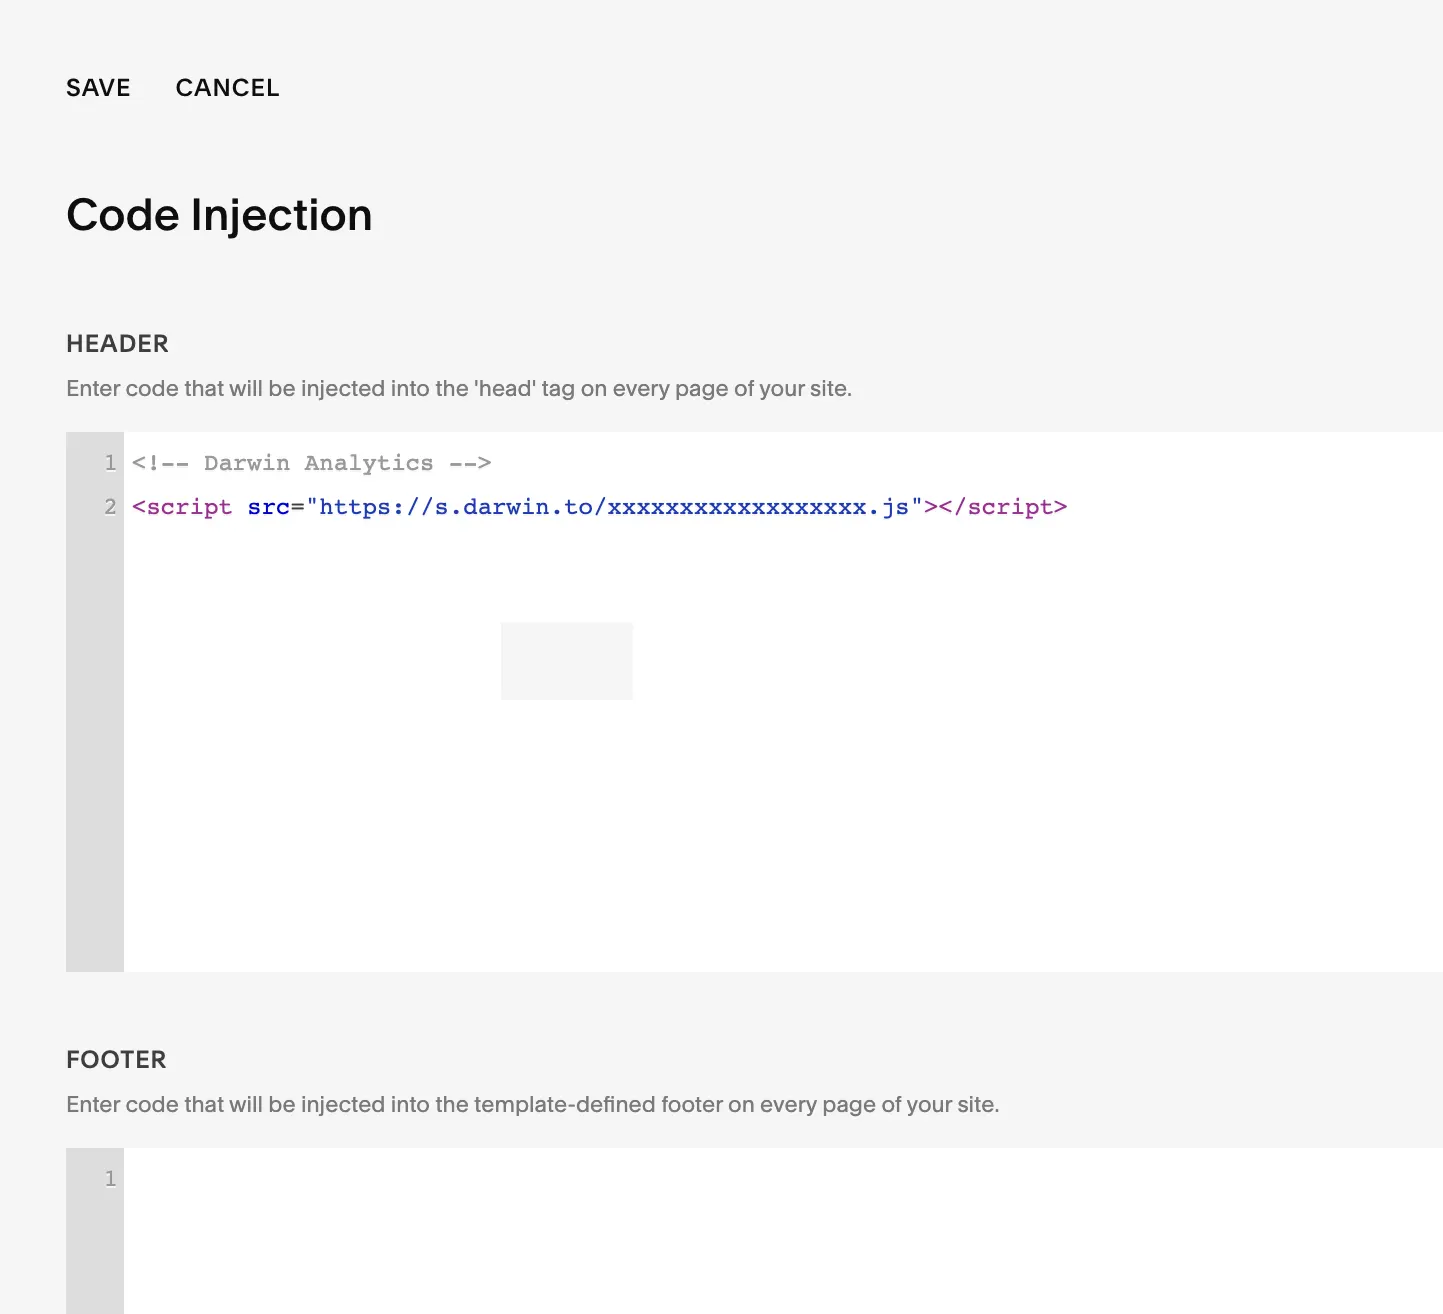 SAVE CANCEL
Code Injection
HEADER
Enter code that will be injected into the 'head' tag on every page of your site.
1 <!-- Darwin Analytics -->
2 <script src="https://s.darwin.to/xxxxxxxxxxxxxxxxxx.js"></script>
FOOTER
Enter code that will be injected into the template-defined footer on every page of your site.
1